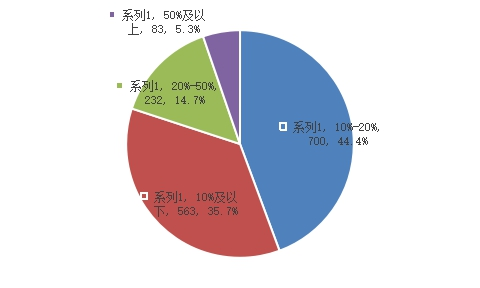 系列1, 50%及以
上, 83, 5.3%
系列1, 20%-50%,
232, 14.7%
系列1, 10%-20%,
700, 44.4%
系列1, 10%及以
下, 563, 35.7%